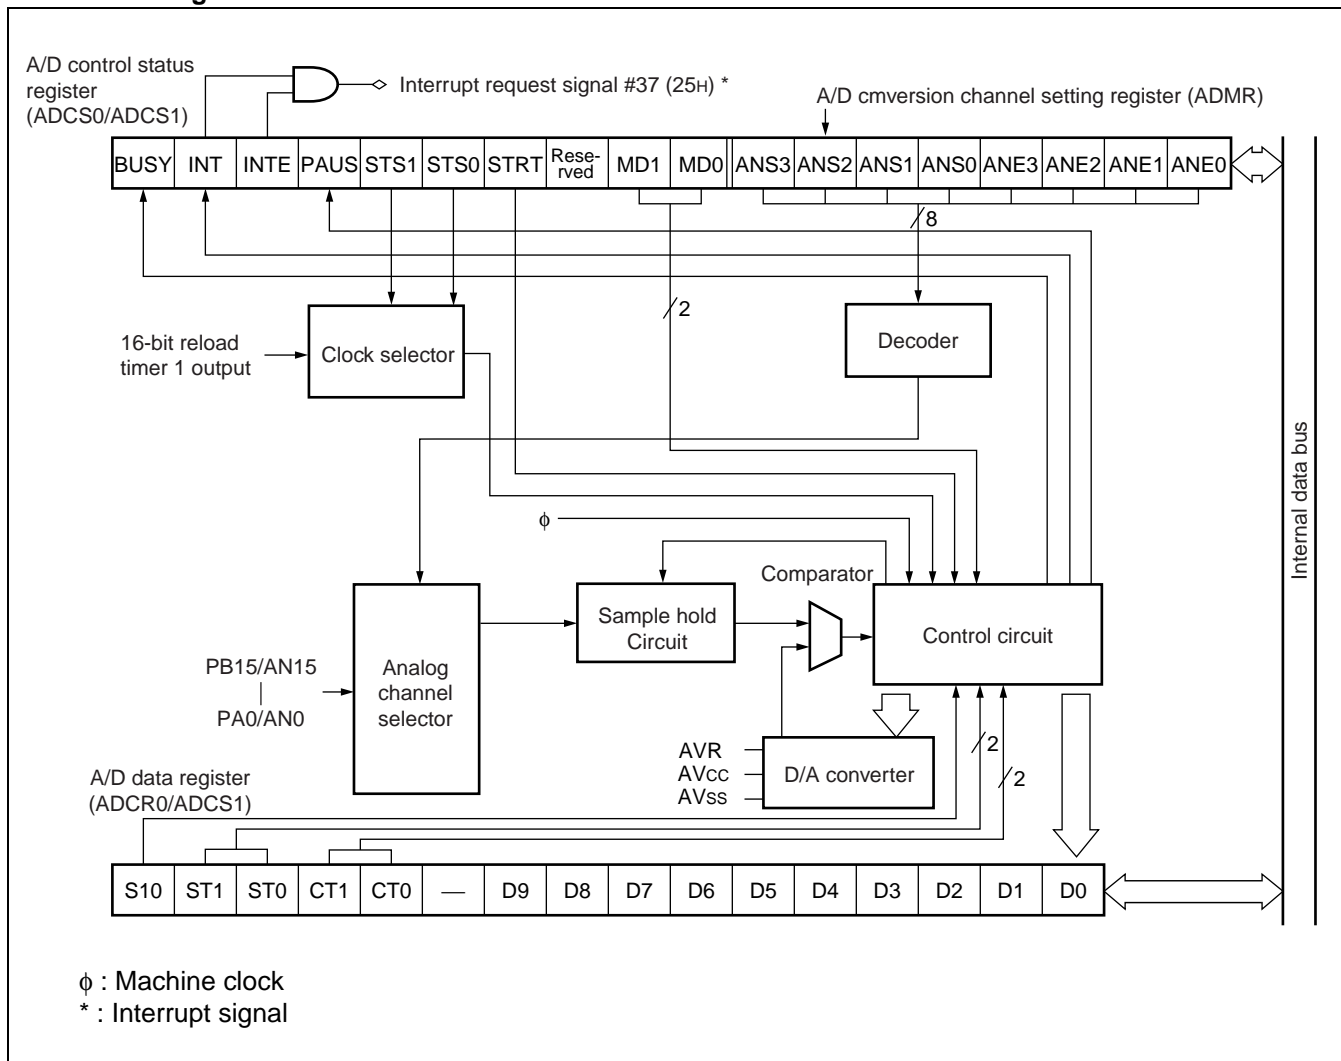 A/D control status
register
(ADCS0/ADCS1)
Interrupt request signal #37 (25H) *
A/D cmversion channel setting register (ADMR)
BUSY INT INTE PAUS STS1 STS0 STRT Rese-
rved MD1 MD0 ANS3 ANS2 ANS1 ANS0 ANE3 ANE2 ANE1 ANE0
8
2
16-bit reload
timer 1 output
Clock selector
Decoder
Internal data bus
ϕ
Comparator
Sample hold
Circuit
Control circuit
PB15/AN15
PA0/AN0
Analog
channel
selector
AVR
AVCC
AVSS
D/A converter
2
2
A/D data register
(ADCR0/ADCS1)
S10 ST1 ST0 CT1 CT0 — D9 D8 D7 D6 D5 D4 D3 D2 D1 D0
ϕ : Machine clock
* : Interrupt signal